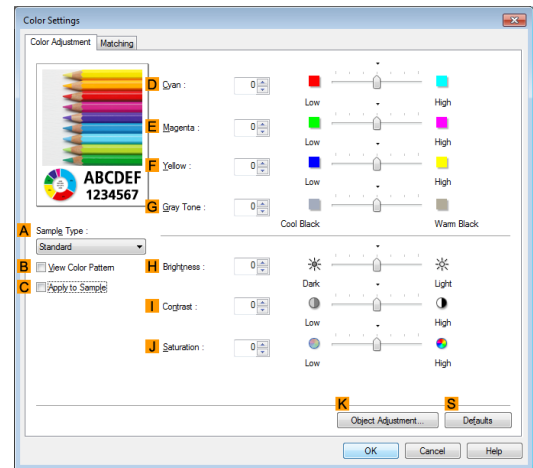 Color Settings
Color Adjustment Matching
D Cyan : 0
Low High
E Magenta : 0
Low High
F Yellow : 0
Low High
ABCDEF
1234567
G Gray Tone : 0
Cool Black Warm Black
A Sample Type :
Standard
B View Color Pattern
C Apply to Sample
H Brightness : 0
Dark Light
I Contrast : 0
Low High
J Saturation : 0
Low High
K S
Object Adjustment... Defaults
OK Cancel Help